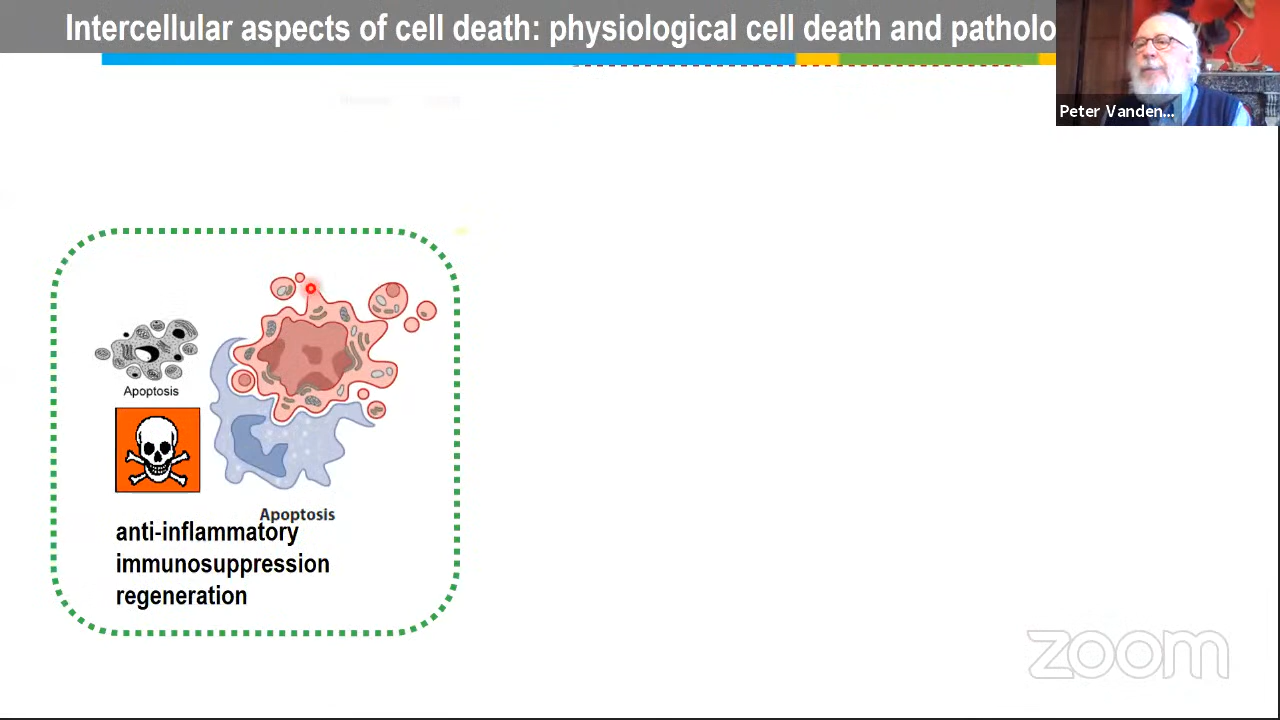 Intercellular aspects of cell death: physiological cell death and patholo
Peter Vanden...
Apoptosis
Apoptosis
anti-inflammatory
immunosuppression
regeneration
zoom